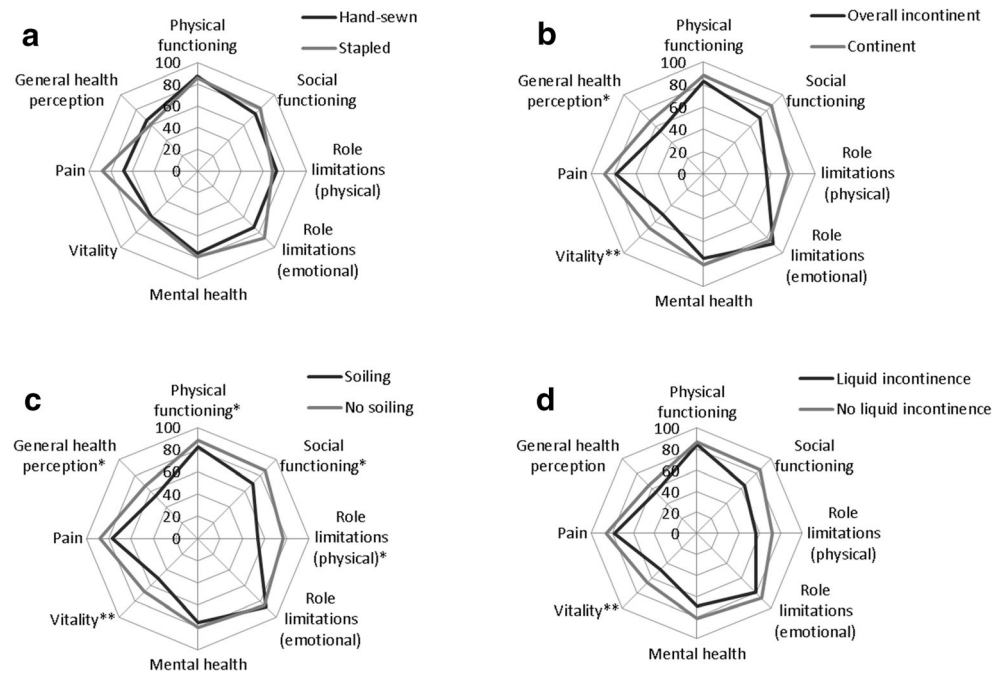 a
Hand-sewn
Stapled
Physical
functioning
Social
functioning
Role
limitations
(physical)
Role
limitations
(emotional)
Mental health
Vitality
Pain
General health
perception
100
80
60
40
20
0
b
Overall incontinent
Continent
Physical
functioning
Social
functioning
Role
limitations
(physical)
Role
limitations
(emotional)
Mental health
Vitality**
Pain
General health
perception*
100
80
60
40
20
0
c
Soiling
No soiling
Physical
functioning*
Social
functioning*
Role
limitations
(physical)*
Role
limitations
(emotional)
Mental health
Vitality**
Pain
General health
perception*
100
80
60
40
20
0
d
Liquid incontinence
No liquid incontinence
Physical
functioning
Social
functioning
Role
limitations
(physical)
Role
limitations
(emotional)
Mental health
Vitality**
Pain
General health
perception
100
80
60
40
20
0